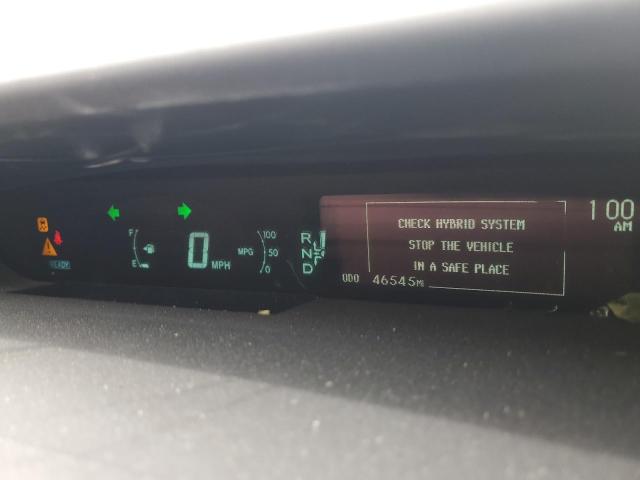 1 00
AM
F
E
0 MPH
MPG
100
50
0
R
N
D
CHECK HYBRID SYSTEM
STOP THE VEHICLE
IN A SAFE PLACE
ODO 46545 MI
READY